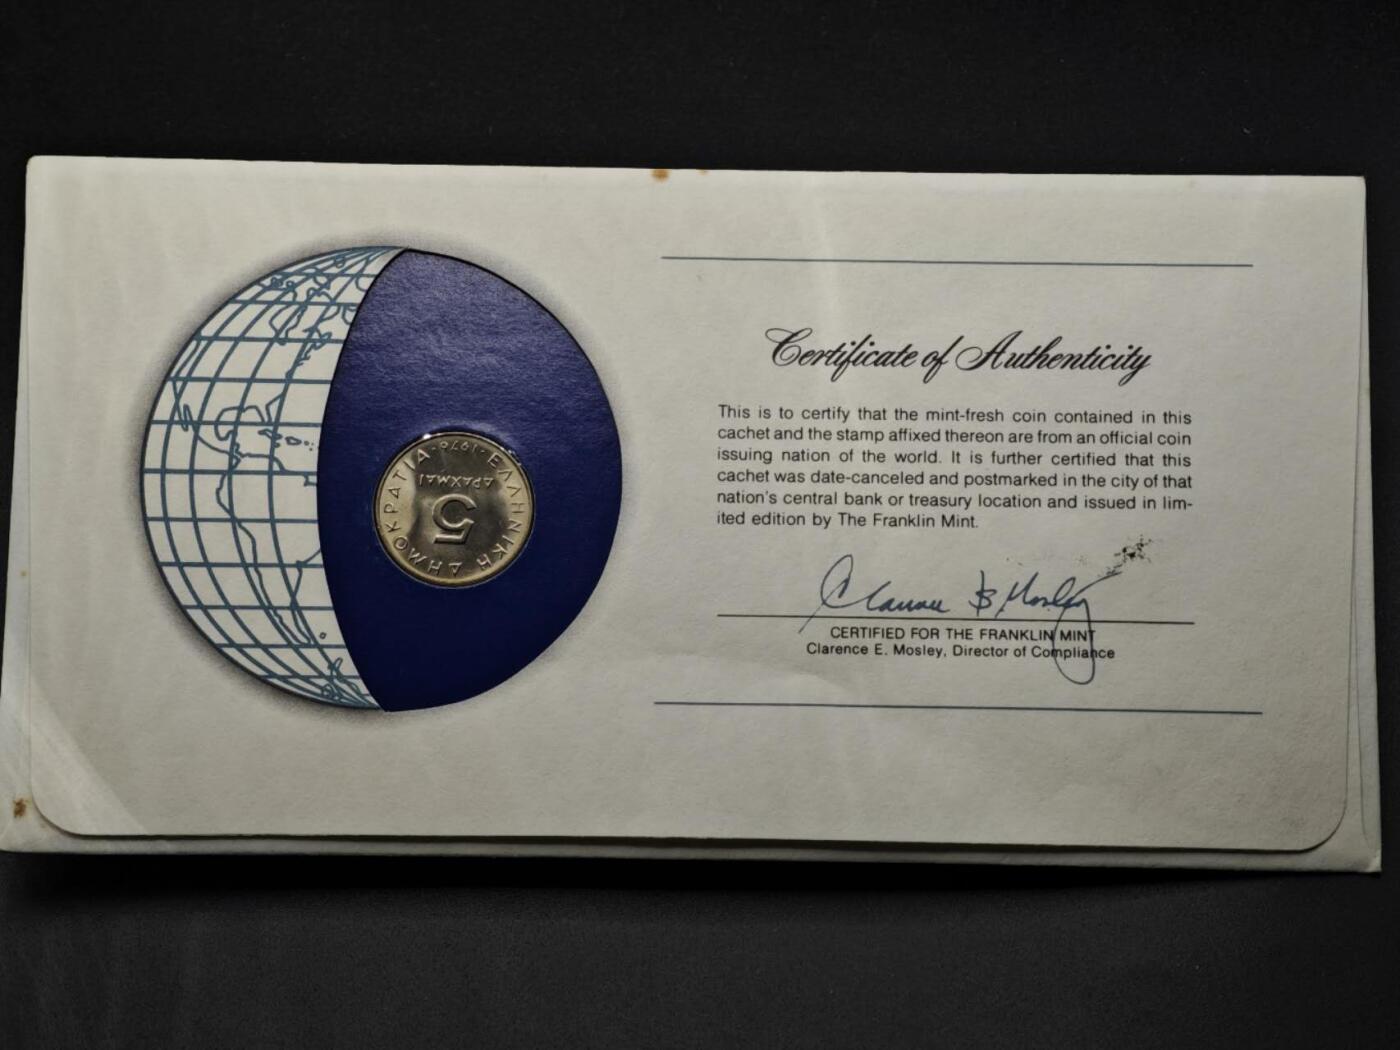 ·1976·
ΕΛΛΗΝΙΚΗ ΔΗΜΟΚΡΑΤΙΑ
5
ΔΡΑΧΜΑΙ
Certificate of Authenticity
This is to certify that the mint-fresh coin contained in this
cachet and the stamp affixed thereon are from an official coin
issuing nation of the world. It is further certified that this
cachet was date-canceled and postmarked in the city of that
nation's central bank or treasury location and issued in lim-
ited edition by The Franklin Mint.
CERTIFIED FOR THE FRANKLIN MINT
Clarence E. Mosley, Director of Compliance